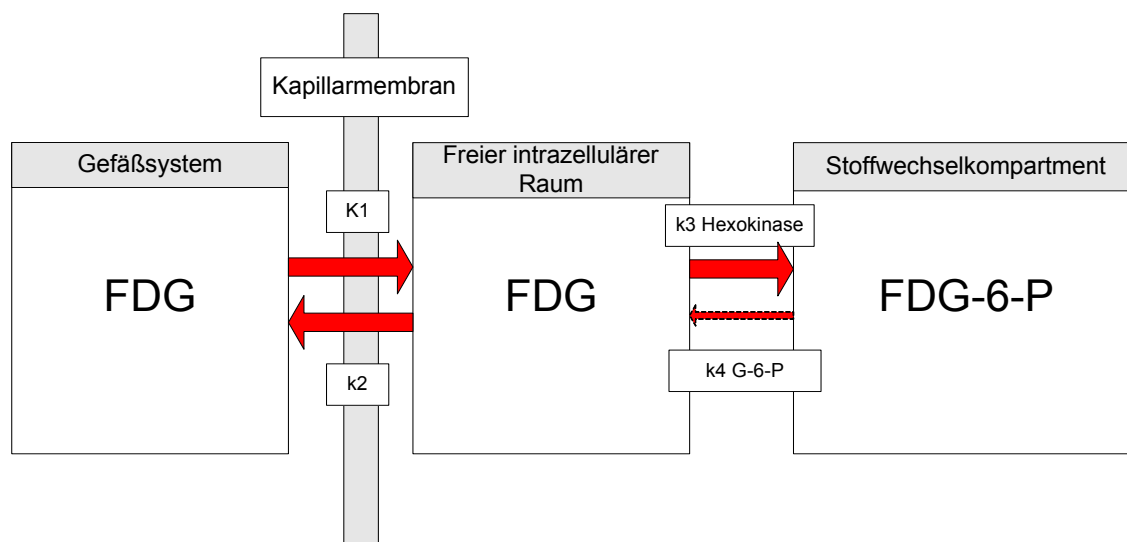 Kapillarmembran
Gefäßsystem
Freier intrazellulärer
Raum
Stoffwechselkompartment
K1
k3 Hexokinase
FDG
FDG
FDG-6-P
k2
k4 G-6-P